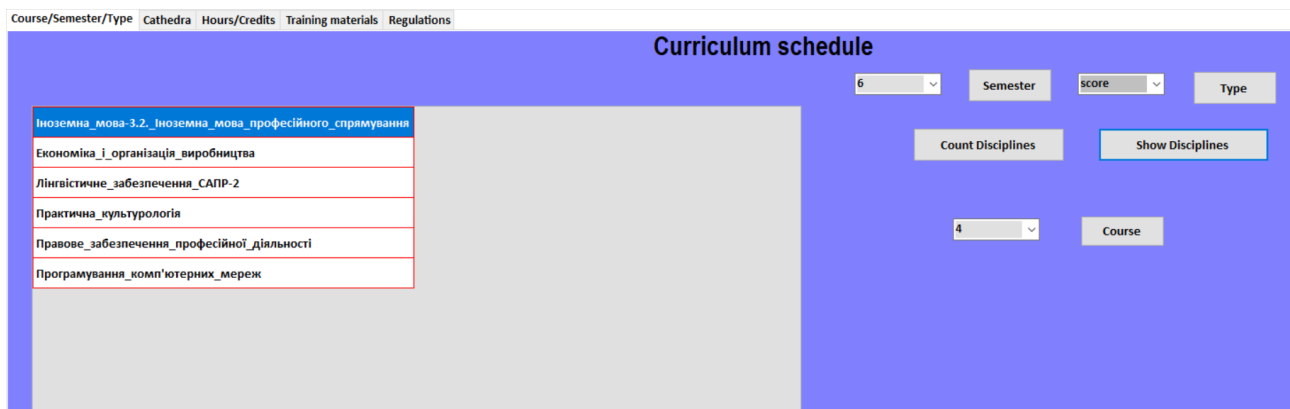 Course/Semester/Type Cathedra Hours/Credits Training materials Regulations
Curriculum schedule
6 Semester score Type
Іноземна_мова-3.2._Іноземна_мова_професійного_спрямування
Економіка_і_організація_виробництва
Count Disciplines Show Disciplines
Лінгвістичне_забезпечення_САПР-2
Практична_культурологія
4 Course
Правове_забезпечення_професійної_діяльності
Програмування_комп'ютерних_мереж